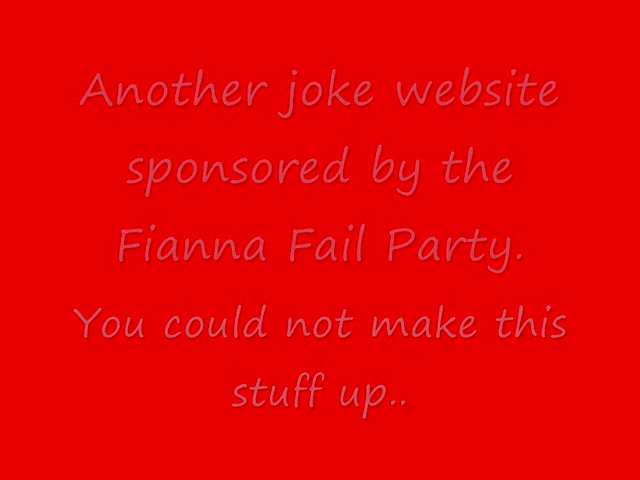 Another joke website
sponsored by the
Fianna Fail Party.
You could not make this
stuff up..